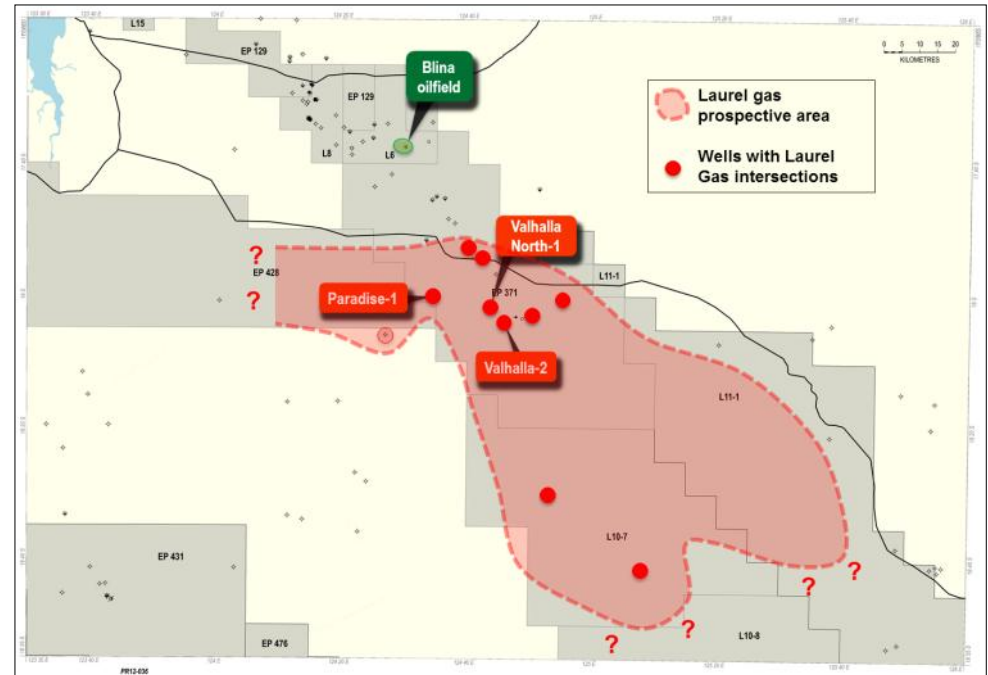 L15
EP 129
Blina
oilfield
EP 129
L8
L6
0 5 10 15 20
KILOMETRES
Laurel gas
prospective area
Wells with Laurel
Gas intersections
Valhalla
North-1
?
EP 428
?
Paradise-1
EP 371
L11-1
Valhalla-2
L11-1
L10-7
EP 431
?
?
?
?
EP 476
L10-8
PR12-035